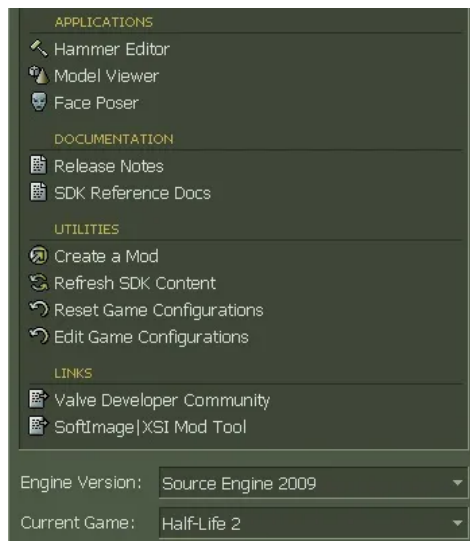 APPLICATIONS
Hammer Editor
Model Viewer
Face Poser
DOCUMENTATION
Release Notes
SDK Reference Docs
UTILITIES
Create a Mod
Refresh SDK Content
Reset Game Configurations
Edit Game Configurations
LINKS
Valve Developer Community
SoftImage|XSI Mod Tool
Engine Version: Source Engine 2009
Current Game: Half-Life 2